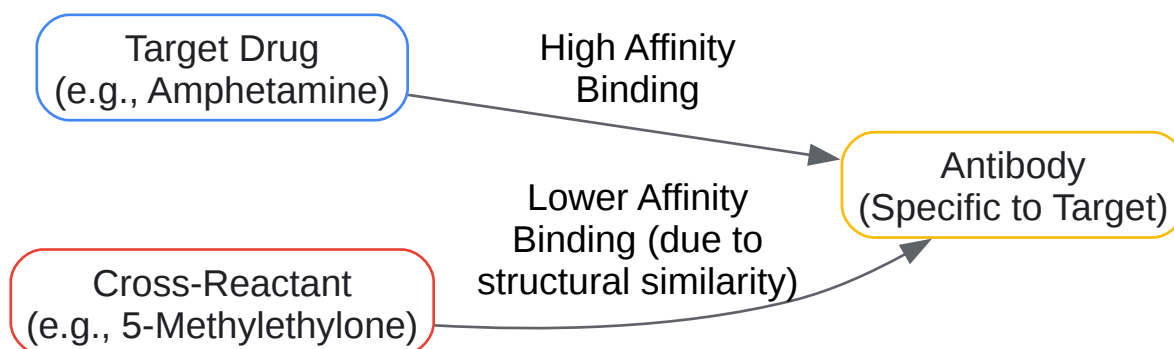 Target Drug
(e.g., Amphetamine)
High Affinity
Binding
Antibody
(Specific to Target)
Lower Affinity
Binding (due to
structural similarity)
Cross-Reactant
(e.g., 5-Methylethylone)